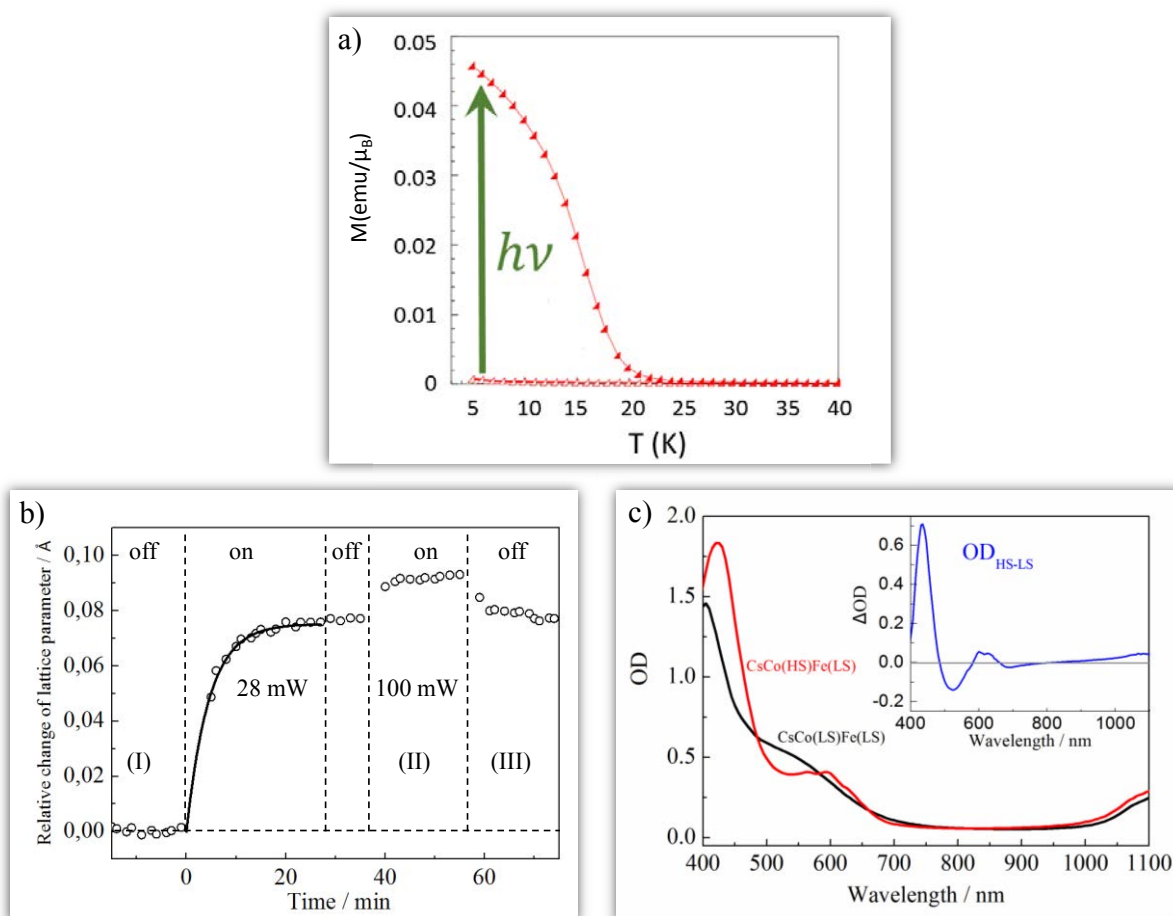 a)
0.05
0.04
0.03
0.02
0.01
0
M(emu/μB)
hν
5 10 15 20 25 30 35 40
T (K)
b)
off on off on off
0,10
0,08
0,06
0,04
0,02
0,00
Relative change of lattice parameter / Å
28 mW 100 mW
(I) (II) (III)
0 20 40 60
Time / min
c)
2.0
1.5
1.0
0.5
0.0
OD
CsCo(HS)Fe(LS)
CsCo(LS)Fe(LS)
400 500 600 700 800 900 1000 1100
Wavelength / nm
OD HS-LS
0.6
0.4
0.2
0.0
-0.2
ΔOD
400 600 800 1000
Wavelength / nm